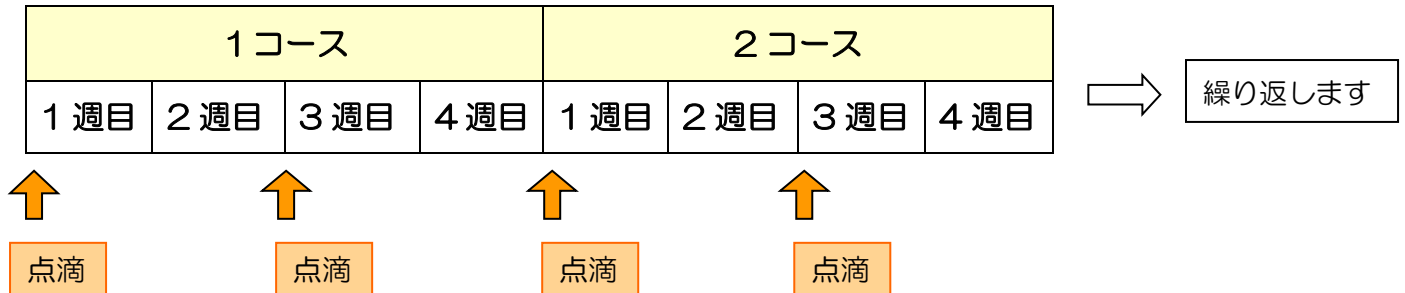 １コース ２コース
１週目 ２週目 ３週目 ４週目 １週目 ２週目 ３週目 ４週目
繰り返します
点滴 点滴 点滴 点滴